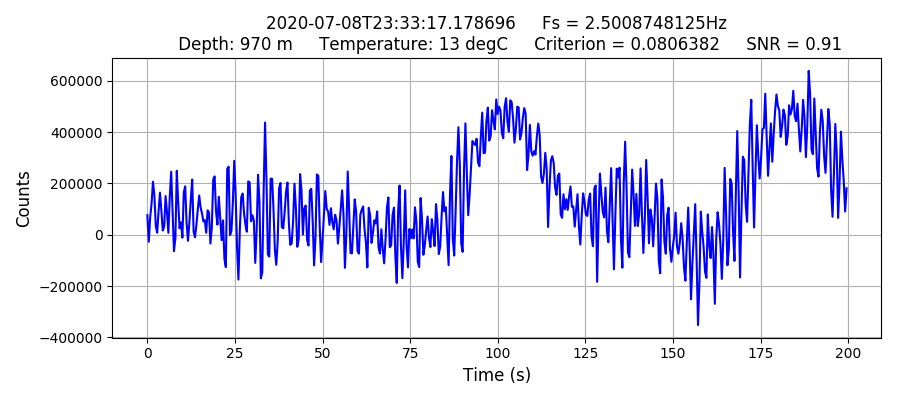 2020-07-08T23:33:17.178696 Fs = 2.5008748125Hz
Depth: 970 m Temperature: 13 degC Criterion = 0.0806382 SNR = 0.91
600000
400000
200000
0
−200000
−400000
Counts
0 25 50 75 100 125 150 175 200
Time (s)